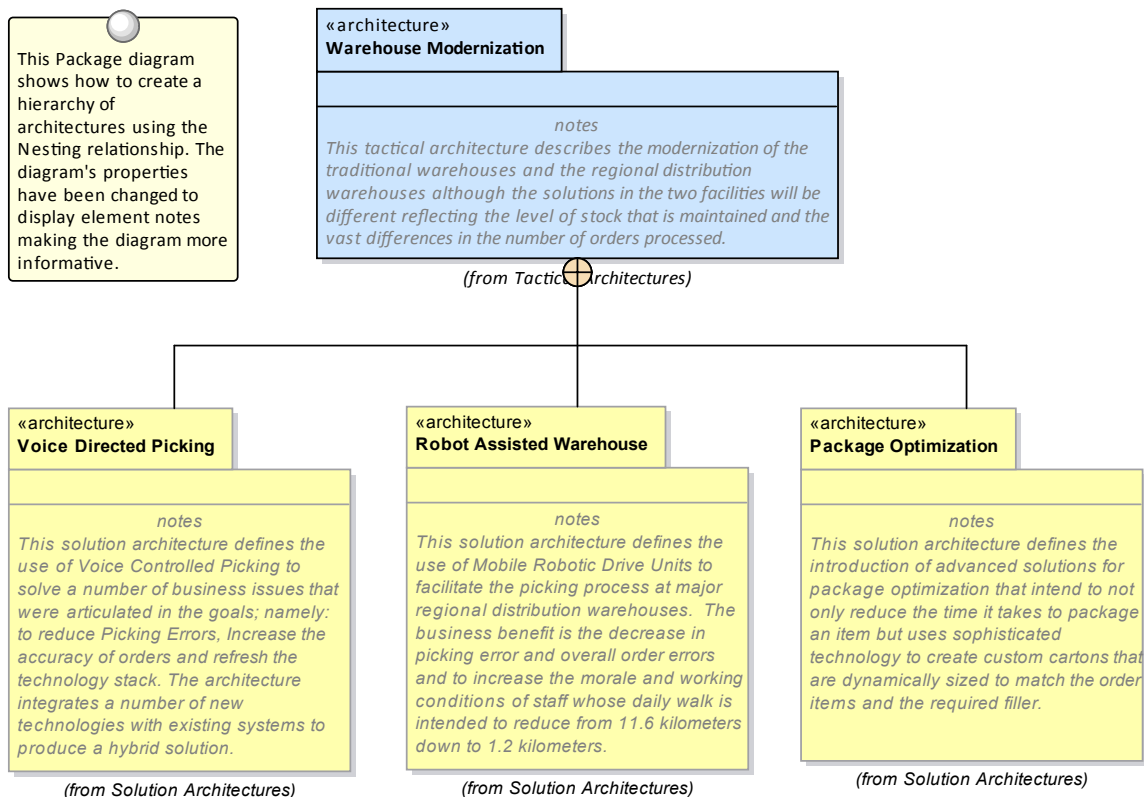 This Package diagram
shows how to create a
hierarchy of
architectures using the
Nesting relationship. The
diagram's properties
have been changed to
display element notes
making the diagram more
informative.
«architecture»
Warehouse Modernization
notes
This tactical architecture describes the modernization of the
traditional warehouses and the regional distribution
warehouses although the solutions in the two facilities will be
different reflecting the level of stock that is maintained and the
vast differences in the number of orders processed.
(from Tactical Architectures)
«architecture»
Voice Directed Picking
notes
This solution architecture defines the
use of Voice Controlled Picking to
solve a number of business issues that
were articulated in the goals; namely:
to reduce Picking Errors, Increase the
accuracy of orders and refresh the
technology stack. The architecture
integrates a number of new
technologies with existing systems to
produce a hybrid solution.
(from Solution Architectures)
«architecture»
Robot Assisted Warehouse
notes
This solution architecture defines the
use of Mobile Robotic Drive Units to
facilitate the picking process at major
regional distribution warehouses. The
business benefit is the decrease in
picking error and overall order errors
and to increase the morale and working
conditions of staff whose daily walk is
intended to reduce from 11.6 kilometers
down to 1.2 kilometers.
(from Solution Architectures)
«architecture»
Package Optimization
notes
This solution architecture defines the
introduction of advanced solutions for
package optimization that intend to not
only reduce the time it takes to package
an item but uses sophisticated
technology to create custom cartons that
are dynamically sized to match the order
items and the required filler.
(from Solution Architectures)